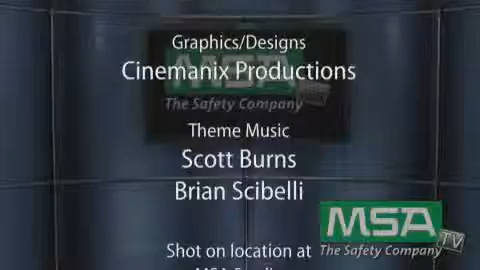 Graphics/Designs
Cinemanix Productions
The Safety Company
Theme Music
Scott Burns
Brian Scibelli
Shot on location at
MSA
TV
The Safety Company